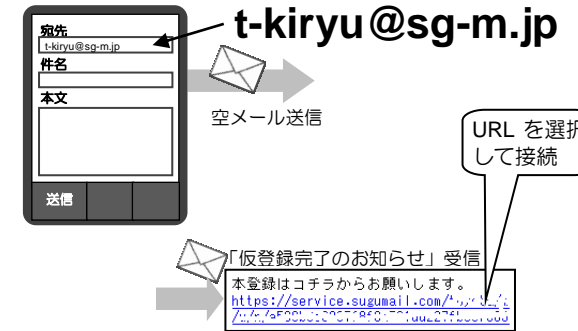 宛先
t-kiryu@sg-m.jp
件名
本文
送信
t-kiryu@sg-m.jp
空メール送信
URL を選択
して接続
「仮登録完了のお知らせ」受信
本登録はコチラからお願いします。
https://service.sugumail.com/